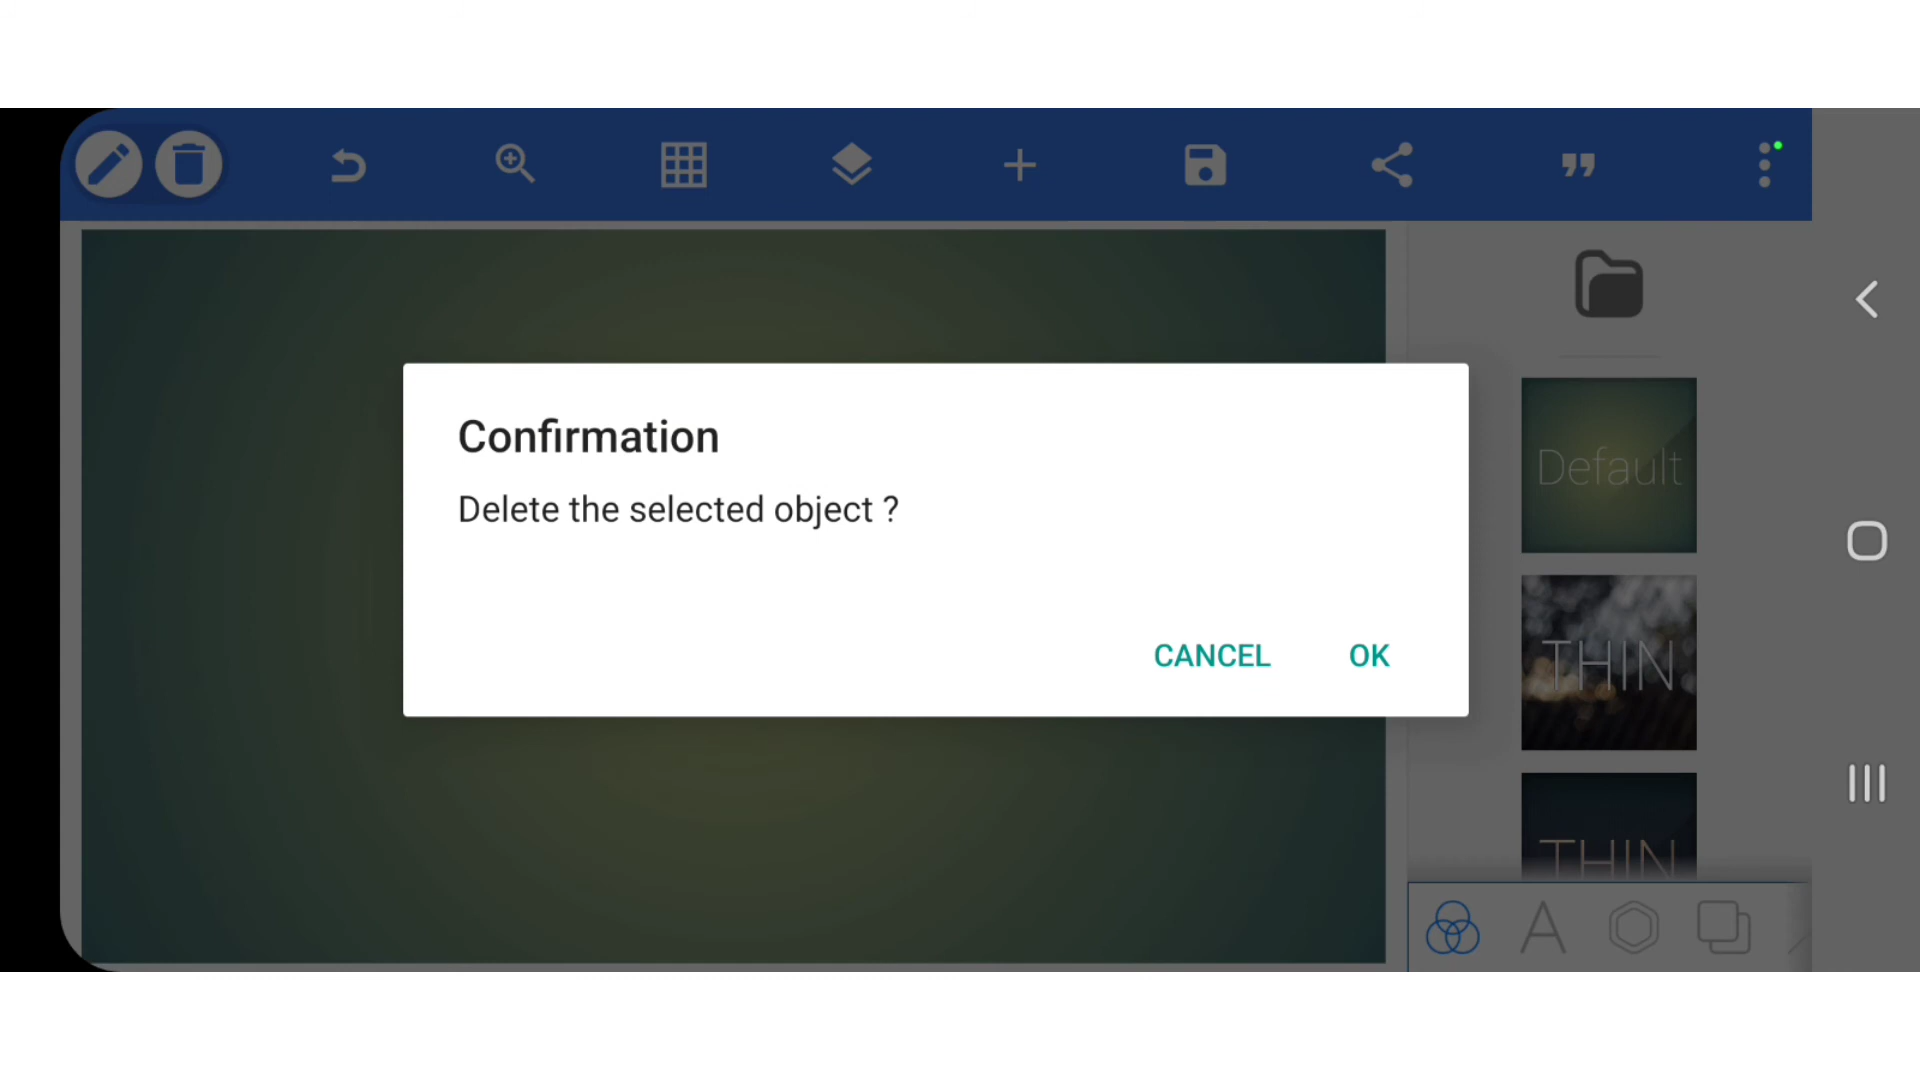 Confirmation
Delete the selected object ?
CANCEL
OK
Default
THIN
THIN